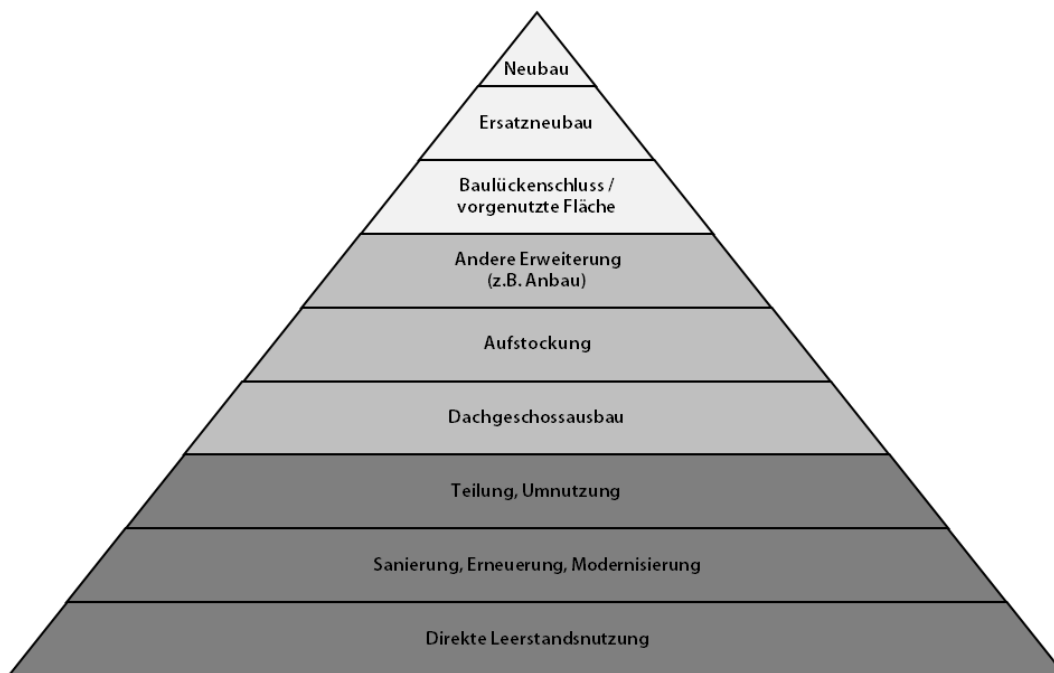 Neubau
Ersatzneubau
Baulückenschluss /
vorgenutzte Fläche
Andere Erweiterung
(z.B. Anbau)
Aufstockung
Dachgeschossausbau
Teilung, Umnutzung
Sanierung, Erneuerung, Modernisierung
Direkte Leerstandsnutzung